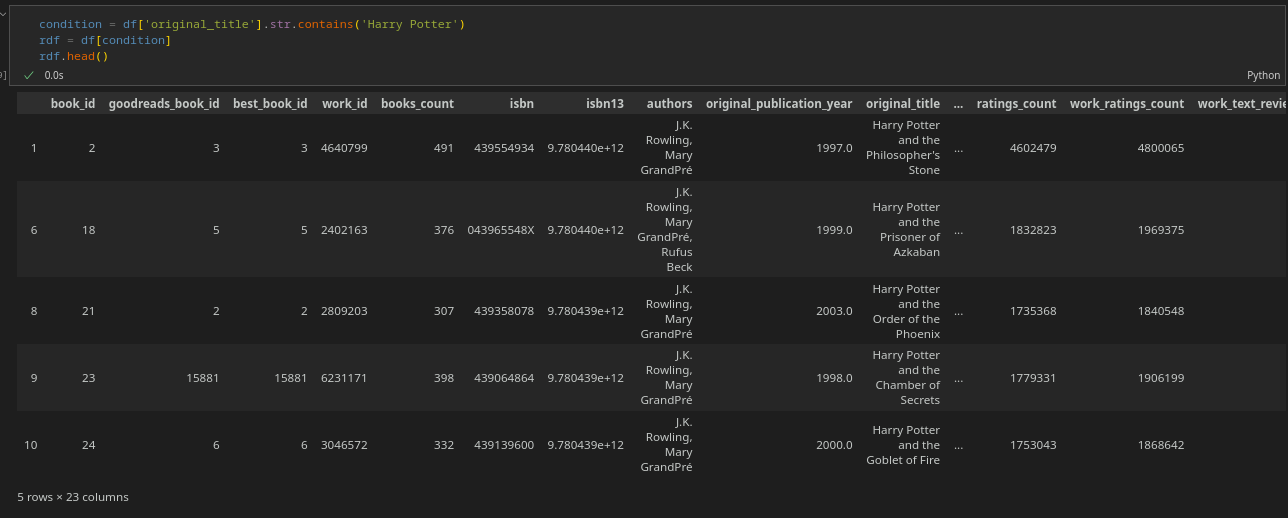 condition = df['original_title'].str.contains('Harry Potter')
rdf = df[condition]
rdf.head()
0.0s Python
book_id goodreads_book_id best_book_id work_id books_count isbn isbn13 authors original_publication_year original_title ... ratings_count work_ratings_count work_text_revie
1 2 3 3 4640799 491 439554934 9.780440e+12 J.K. Rowling, Mary GrandPré 1997.0 Harry Potter and the Philosopher's Stone ... 4602479 4800065
6 18 5 5 2402163 376 043965548X 9.780440e+12 J.K. Rowling, Mary GrandPré, Rufus Beck 1999.0 Harry Potter and the Prisoner of Azkaban ... 1832823 1969375
8 21 2 2 2809203 307 439358078 9.780439e+12 J.K. Rowling, Mary GrandPré 2003.0 Harry Potter and the Order of the Phoenix ... 1735368 1840548
9 23 15881 15881 6231171 398 439064864 9.780439e+12 J.K. Rowling, Mary GrandPré 1998.0 Harry Potter and the Chamber of Secrets ... 1779331 1906199
10 24 6 6 3046572 332 439139600 9.780439e+12 J.K. Rowling, Mary GrandPré 2000.0 Harry Potter and the Goblet of Fire ... 1753043 1868642
5 rows × 23 columns